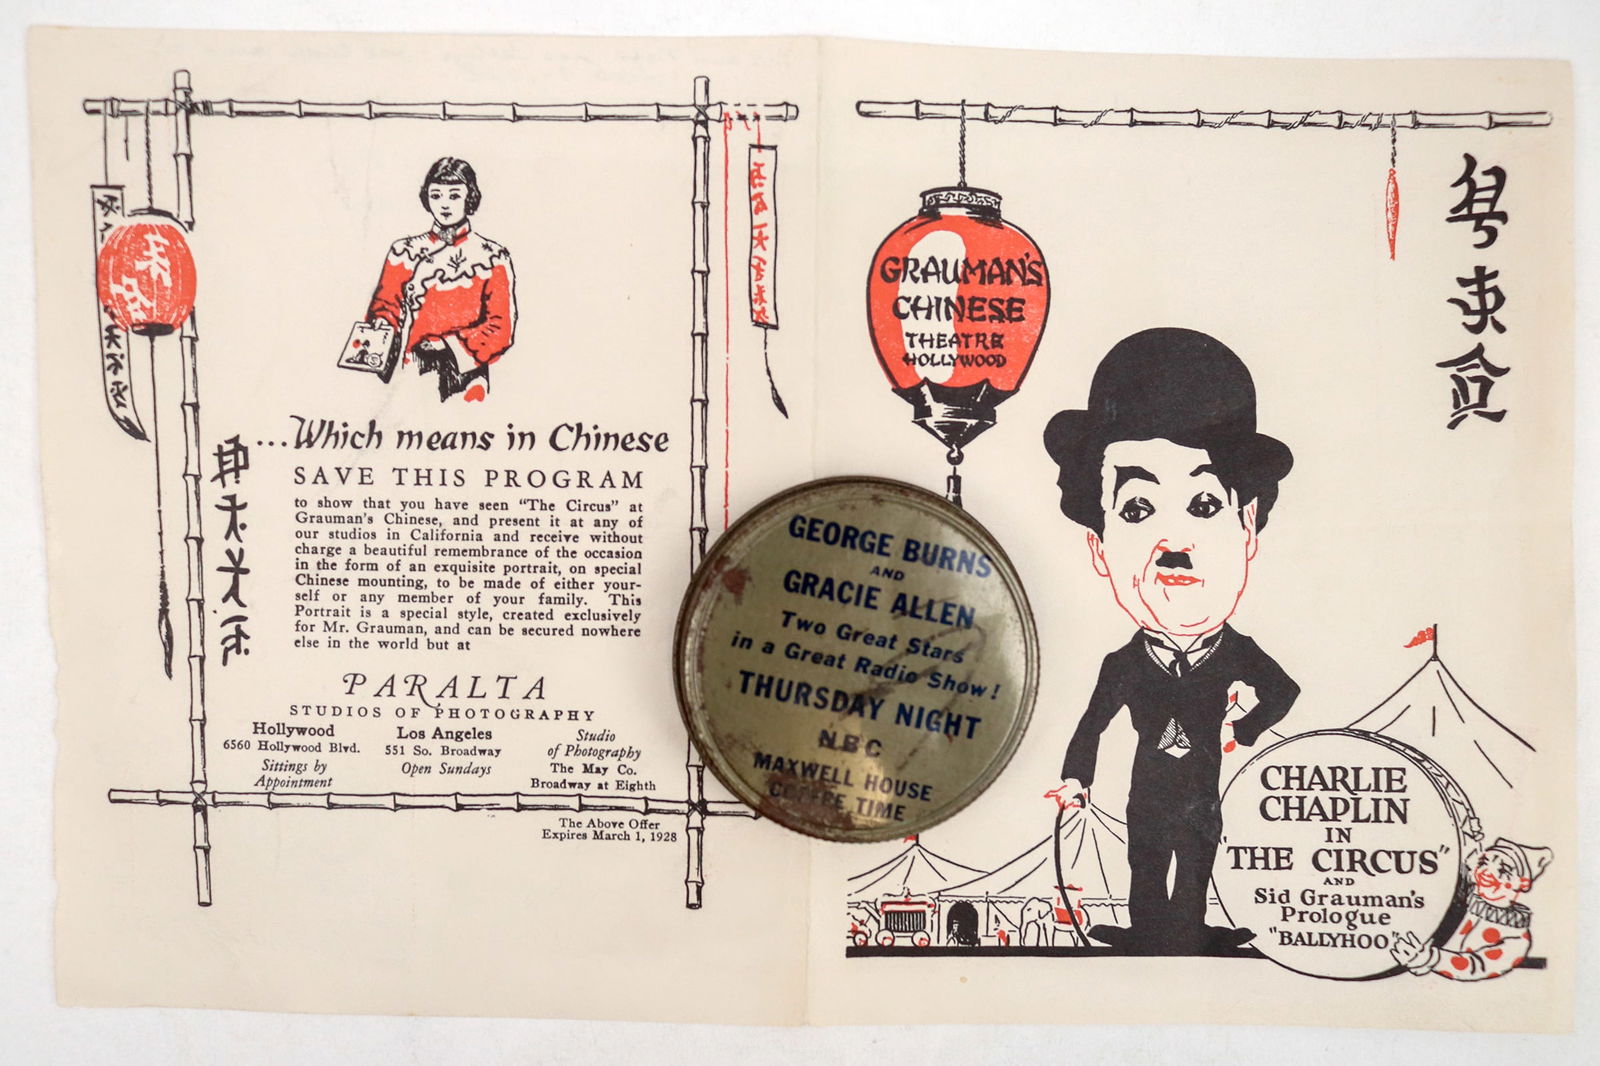 ...Which means in Chinese
SAVE THIS PROGRAM
to show that you have seen "The Circus" at
Grauman's Chinese, and present it at any of
our studios in California and receive without
charge a beautiful remembrance of the occasion
in the form of an exquisite portrait, on special
Chinese mounting, to be made of either your-
self or any member of your family. This
Portrait is a special style, created exclusively
for Mr. Grauman, and can be secured nowhere
else in the world but at
PARALTA
STUDIOS OF PHOTOGRAPHY
Hollywood
6560 Hollywood Blvd.
Sittings by
Appointment
Los Angeles
551 So. Broadway
Open Sundays
Studio
of Photography
The May Co.
Broadway at Eighth
The Above Offer
Expires March 1, 1928
GEORGE BURNS
AND
GRACIE ALLEN
Two Great Stars
in a Great Radio Show!
THURSDAY NIGHT
NBC
MAXWELL HOUSE
COFFEE TIME
GRAUMAN'S
CHINESE
THEATRE
HOLLYWOOD
CHARLIE
CHAPLIN
IN
"THE CIRCUS"
AND
Sid Grauman's
Prologue
"BALLYHOO"